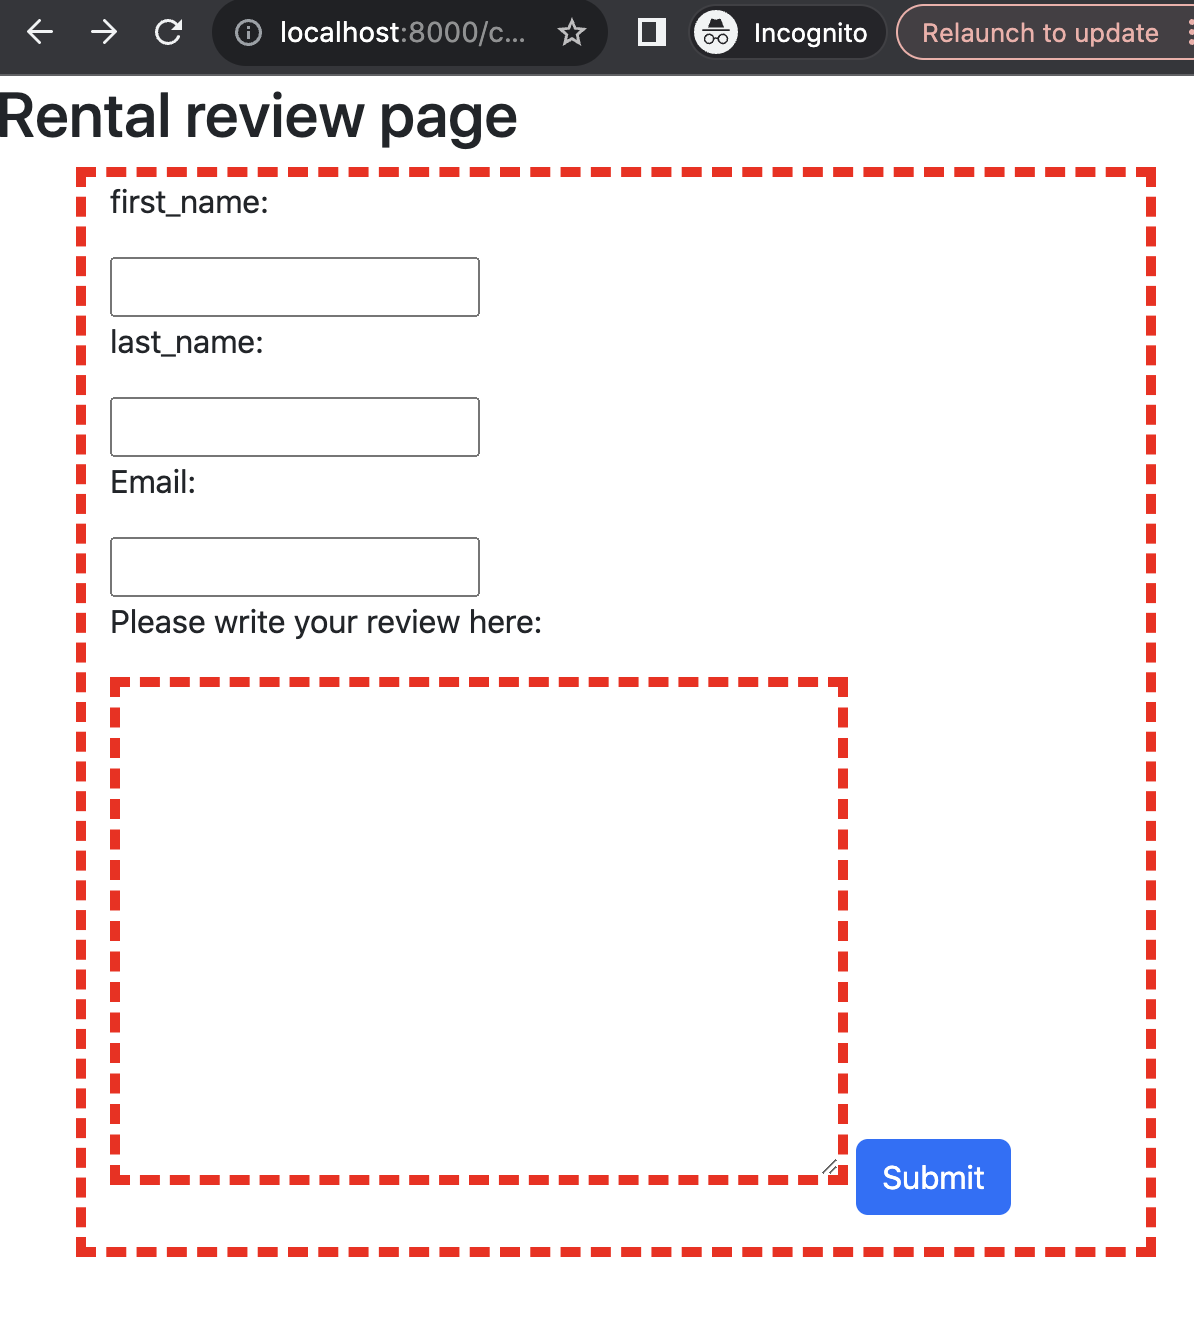 localhost:8000/c...
Incognito
Relaunch to update
Rental review page
first_name:
last_name:
Email:
Please write your review here:
Submit